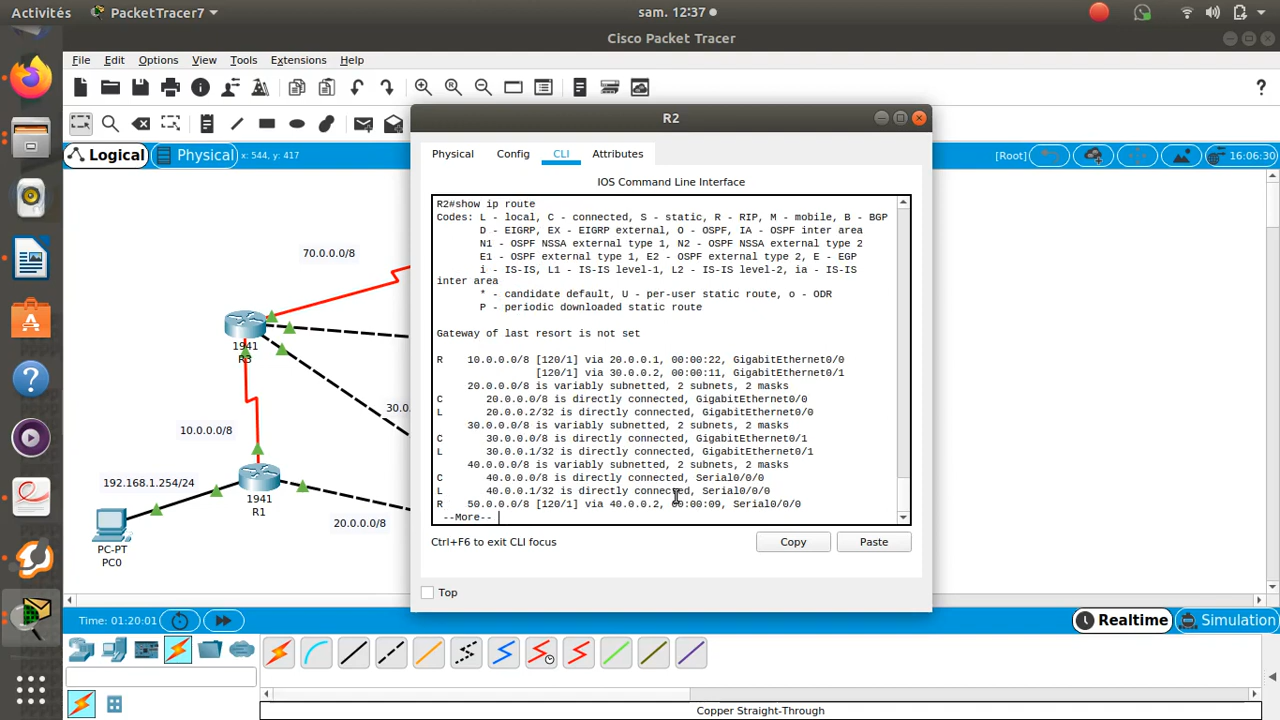 Activités PacketTracer7 sam. 12:37
Cisco Packet Tracer
File Edit View Tools Extensions Help
Logical Physical x: 544, y: 417 [Root] 16:06:30
R2
Physical Config CLI Attributes
IOS Command Line Interface
R2#show ip route
Codes: L - local, C - connected, S - static, R - RIP, M - mobile, B - BGP
D - EIGRP, EX - EIGRP external, O - OSPF, IA - OSPF inter area
N1 - OSPF NSSA external type 1, N2 - OSPF NSSA external type 2
E1 - OSPF external type 1, E2 - OSPF external type 2, E - EGP
i - IS-IS, L1 - IS-IS level-1, L2 - IS-IS level-2, ia - IS-IS
inter area
* - candidate default, U - per-user static route, o - ODR
P - periodic downloaded static route
Gateway of last resort is not set
R 10.0.0.0/8 [120/1] via 20.0.0.1, 00:00:22, GigabitEthernet0/0
[120/1] via 30.0.0.2, 00:00:11, GigabitEthernet0/1
20.0.0.0/8 is variably subnetted, 2 subnets, 2 masks
C 20.0.0.0/8 is directly connected, GigabitEthernet0/0
L 20.0.0.2/32 is directly connected, GigabitEthernet0/0
30.0.0.0/8 is variably subnetted, 2 subnets, 2 masks
C 30.0.0.0/8 is directly connected, GigabitEthernet0/1
L 30.0.0.1/32 is directly connected, GigabitEthernet0/1
40.0.0.0/8 is variably subnetted, 2 subnets, 2 masks
C 40.0.0.0/8 is directly connected, Serial0/0/0
L 40.0.0.1/32 is directly connected, Serial0/0/0
R 50.0.0.0/8 [120/1] via 40.0.0.2, 00:00:09, Serial0/0/0
--More--
Ctrl+F6 to exit CLI focus Copy Paste
Top
70.0.0.0/8
1941
R3
30.0.
10.0.0.0/8
192.168.1.254/24
1941
R1
20.0.0.0/8
PC-PT
PC0
Time: 01:20:01 Realtime Simulation
Copper Straight-Through